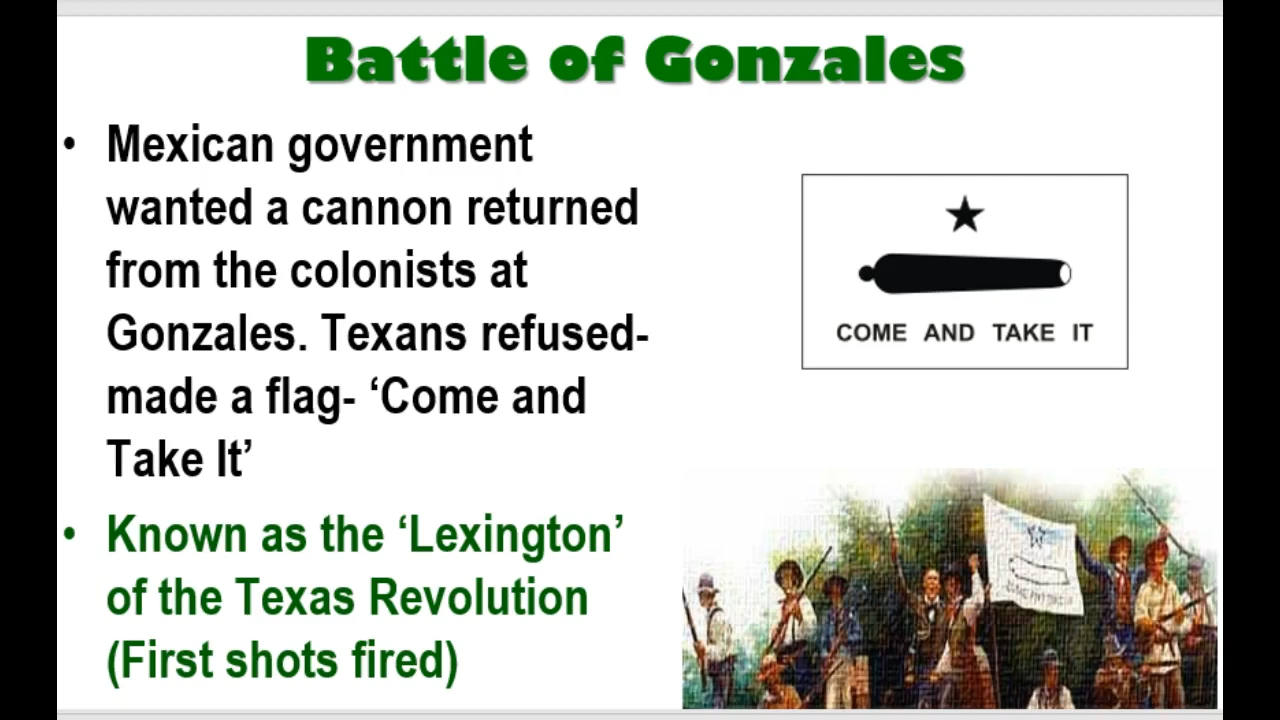 Battle of Gonzales
• Mexican government
wanted a cannon returned
from the colonists at
Gonzales. Texans refused-
made a flag- ‘Come and
Take It’
• Known as the ‘Lexington’
of the Texas Revolution
(First shots fired)
COME AND TAKE IT